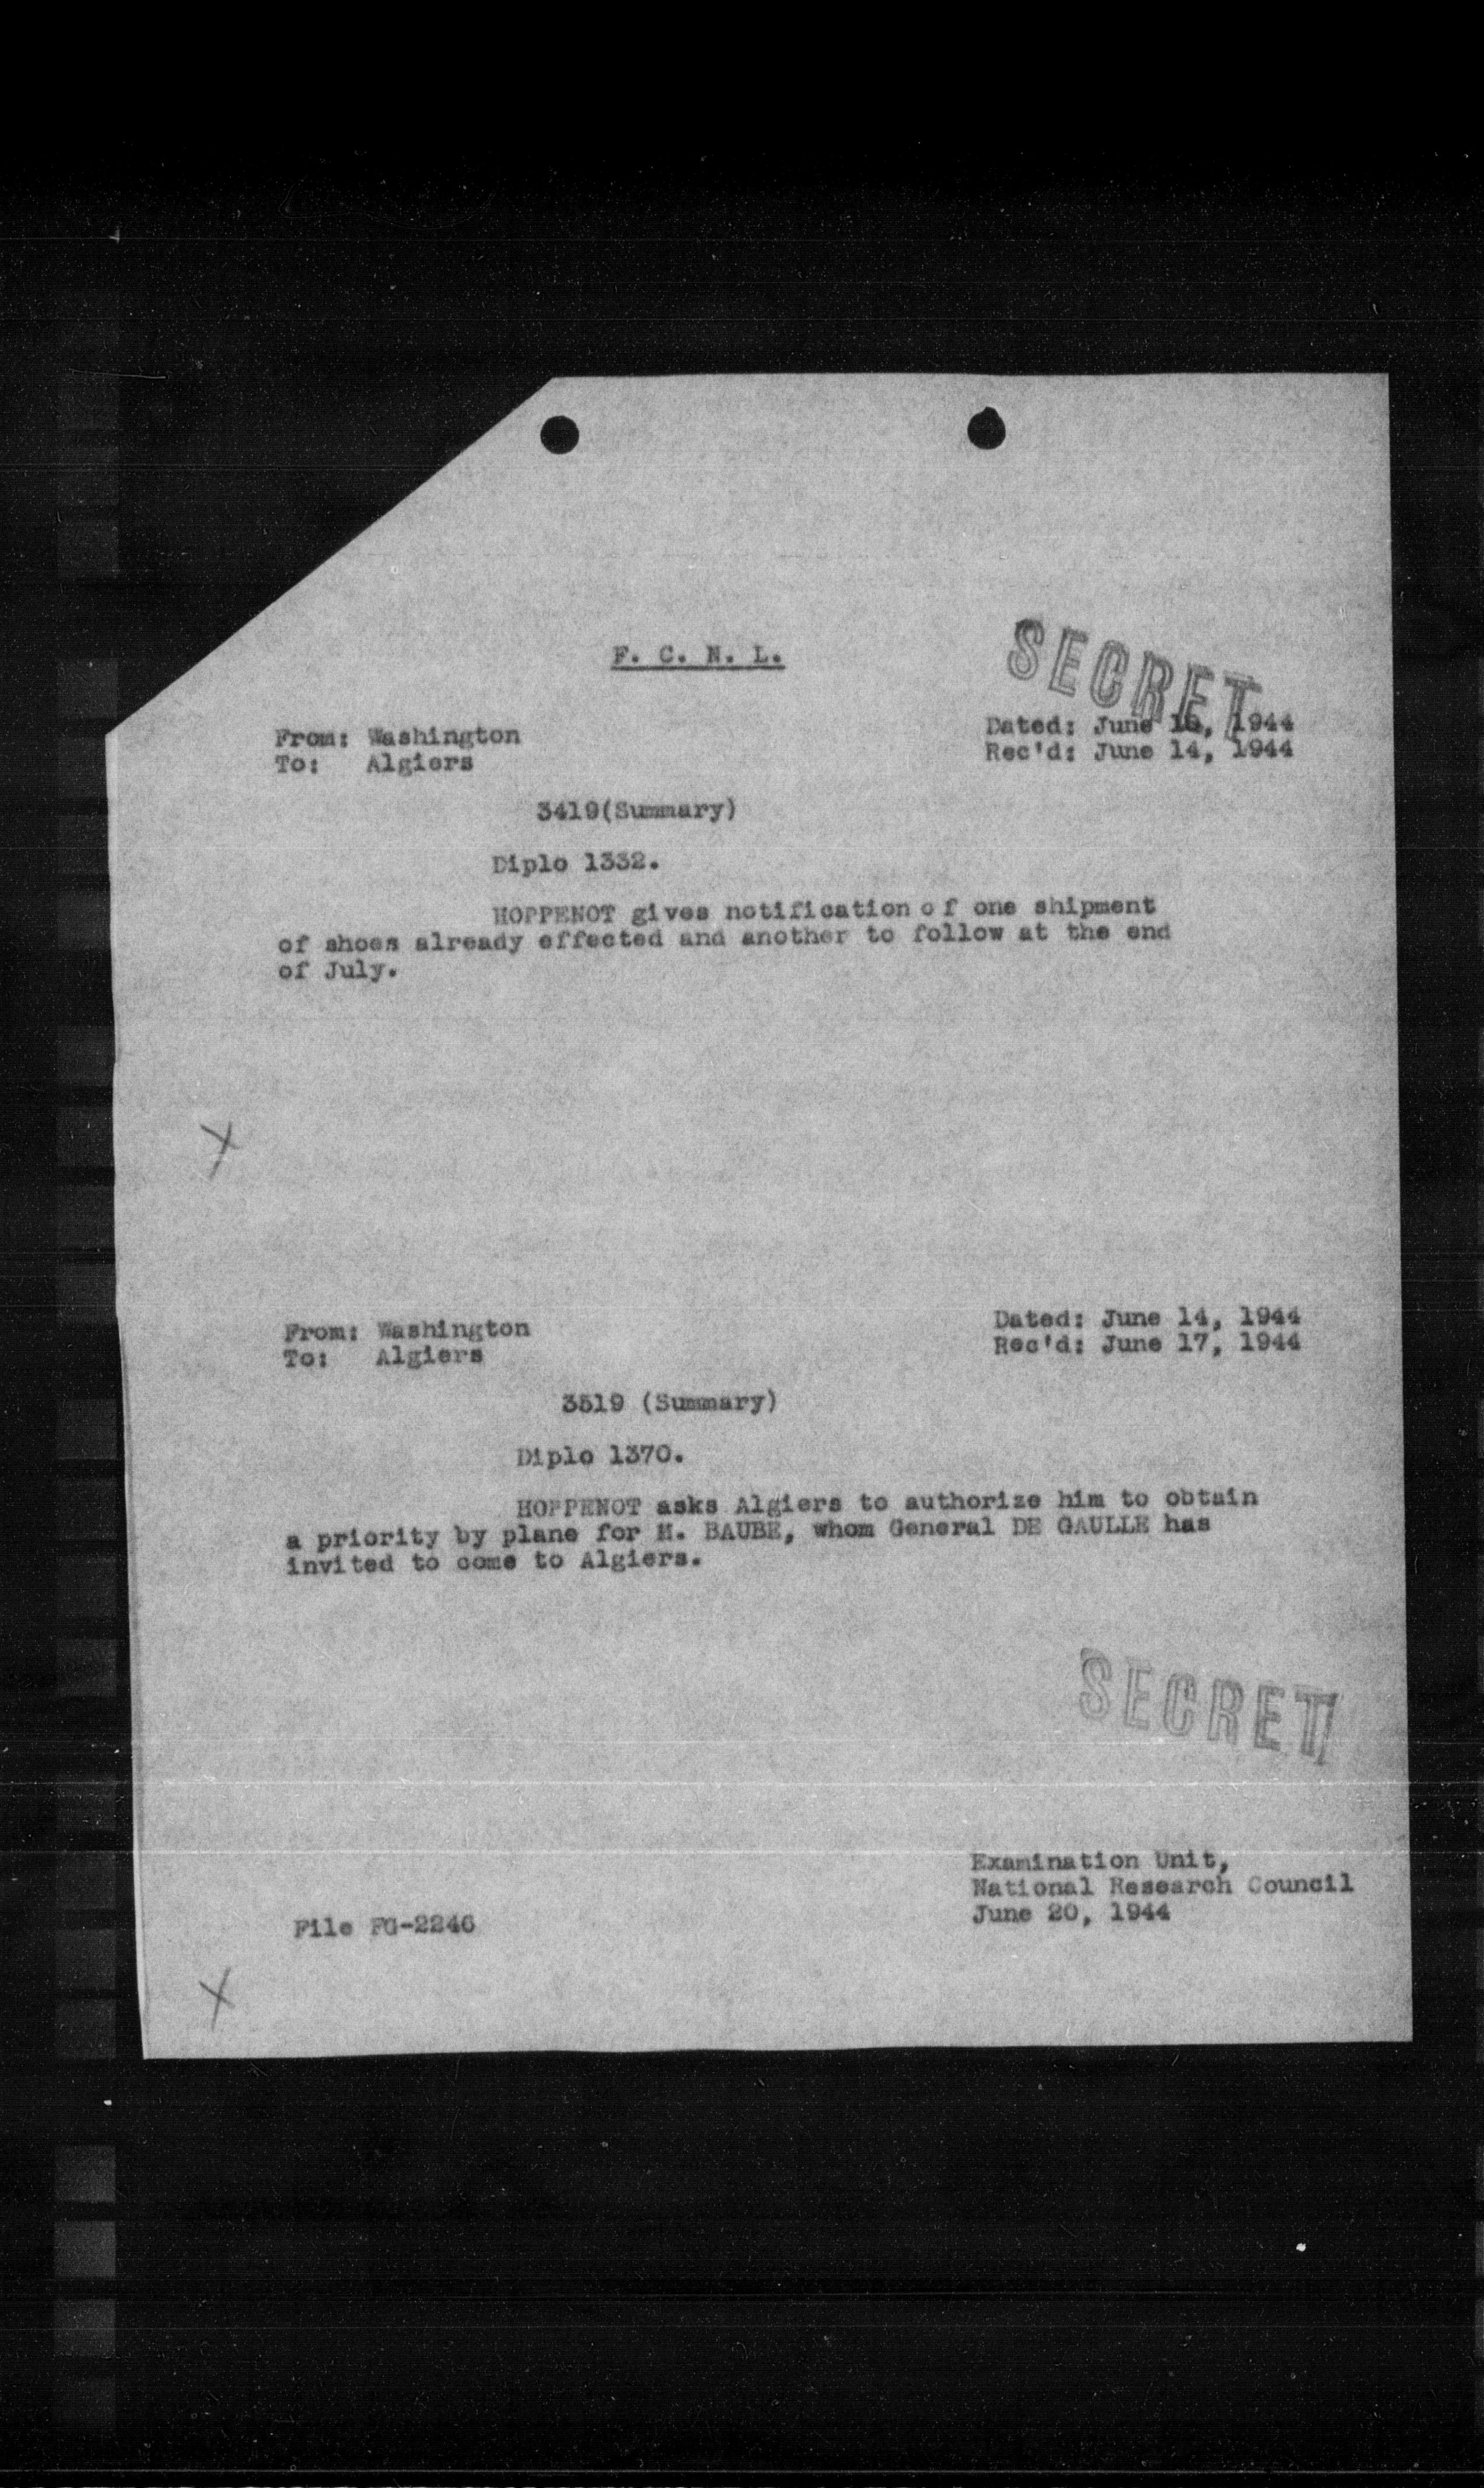 F. C. N. L.
SECRET
From: Washington
To: Algiers
Dated: June 1944
Rec'd: June 14, 1944
3419(Summary)
Diplo 1332.
HOPPENOT gives notification of one shipment
of shoes already effected and another to follow at the end
of July.
X
From: Washington
To: Algiers
Dated: June 14, 1944
Rec'd: June 17, 1944
3519 (Summary)
Diplo 1370.
HOPPENOT asks Algiers to authorize him to obtain
a priority by plane for M. BAUBE, whom General DE GAULLE has
invited to come to Algiers.
SECRET
Examination Unit,
National Research Council
June 20, 1944
File FG-2246
X